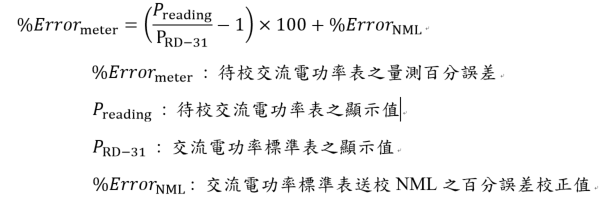 %Error_meter = (P_reading / P_RD−31 − 1) × 100 + %Error_NML
%Error_meter : 待校交流電功率表之量測百分誤差
P_reading : 待校交流電功率表之顯示值
P_RD−31 : 交流電功率標準表之顯示值
%Error_NML : 交流電功率標準表送校 NML 之百分誤差校正值